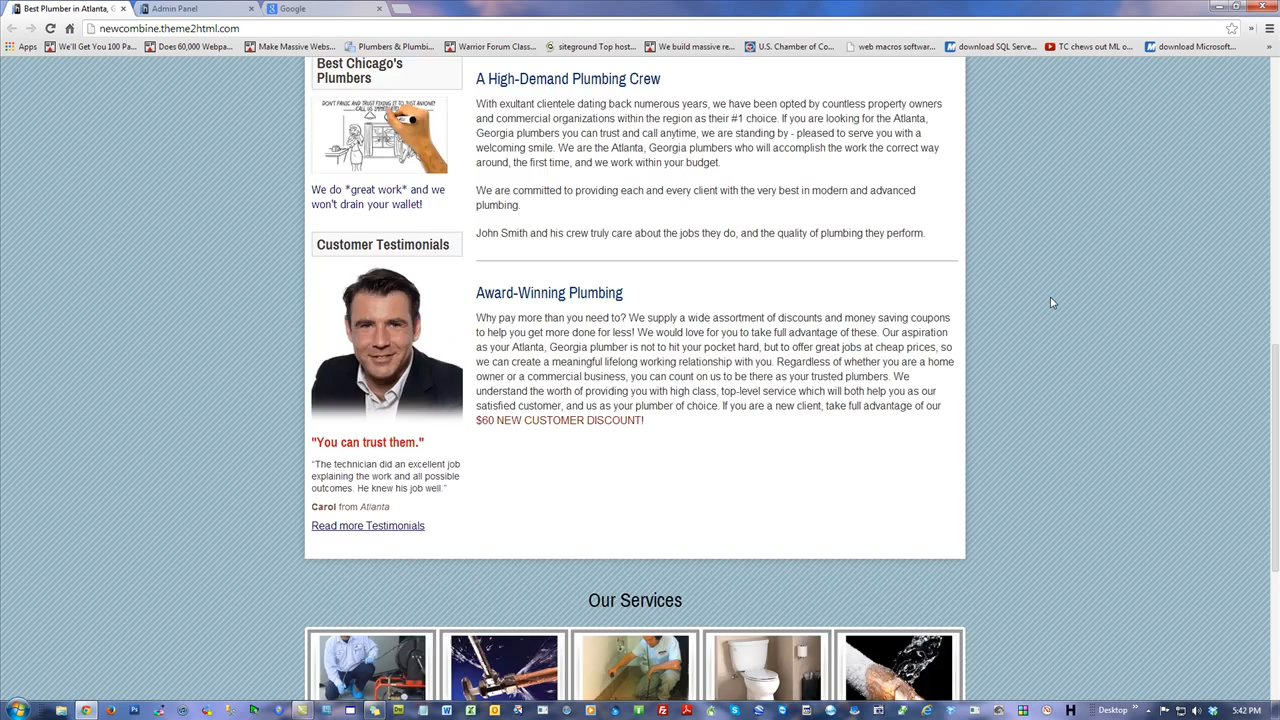 Best Plumber in Atlanta, G
Admin Panel
Google
newcombine.theme2html.com
Apps
We'll Get You 100 Pa...
Does 60,000 Webpa...
Make Massive Webs...
Plumbers & Plumbi...
Warrior Forum Class...
siteground Top host...
We build massive re...
U.S. Chamber of Co...
web macros softwar...
download SQL Serve...
TC chews out ML o...
download Microsoft...
Best Chicago's
Plumbers
DON'T PANIC AND TRUST FIXING IT TO JUST ANYONE!
We do *great work* and we
won't drain your wallet!
Customer Testimonials
"You can trust them."
“The technician did an excellent job
explaining the work and all possible
outcomes. He knew his job well.”
Carol from Atlanta
Read more Testimonials
A High-Demand Plumbing Crew
With exultant clientele dating back numerous years, we have been opted by countless property owners
and commercial organizations within the region as their #1 choice. If you are looking for the Atlanta,
Georgia plumbers you can trust and call anytime, we are standing by - pleased to serve you with a
welcoming smile. We are the Atlanta, Georgia plumbers who will accomplish the work the correct way
around, the first time, and we work within your budget.
We are committed to providing each and every client with the very best in modern and advanced
plumbing.
John Smith and his crew truly care about the jobs they do, and the quality of plumbing they perform.
Award-Winning Plumbing
Why pay more than you need to? We supply a wide assortment of discounts and money saving coupons
to help you get more done for less! We would love for you to take full advantage of these. Our aspiration
as your Atlanta, Georgia plumber is not to hit your pocket hard, but to offer great jobs at cheap prices, so
we can create a meaningful lifelong working relationship with you. Regardless of whether you are a home
owner or a commercial business, you can count on us to be there as your trusted plumbers. We
understand the worth of providing you with high class, top-level service which will both help you as our
satisfied customer, and us as your plumber of choice. If you are a new client, take full advantage of our
$60 NEW CUSTOMER DISCOUNT!
Our Services
Desktop
5:42 PM